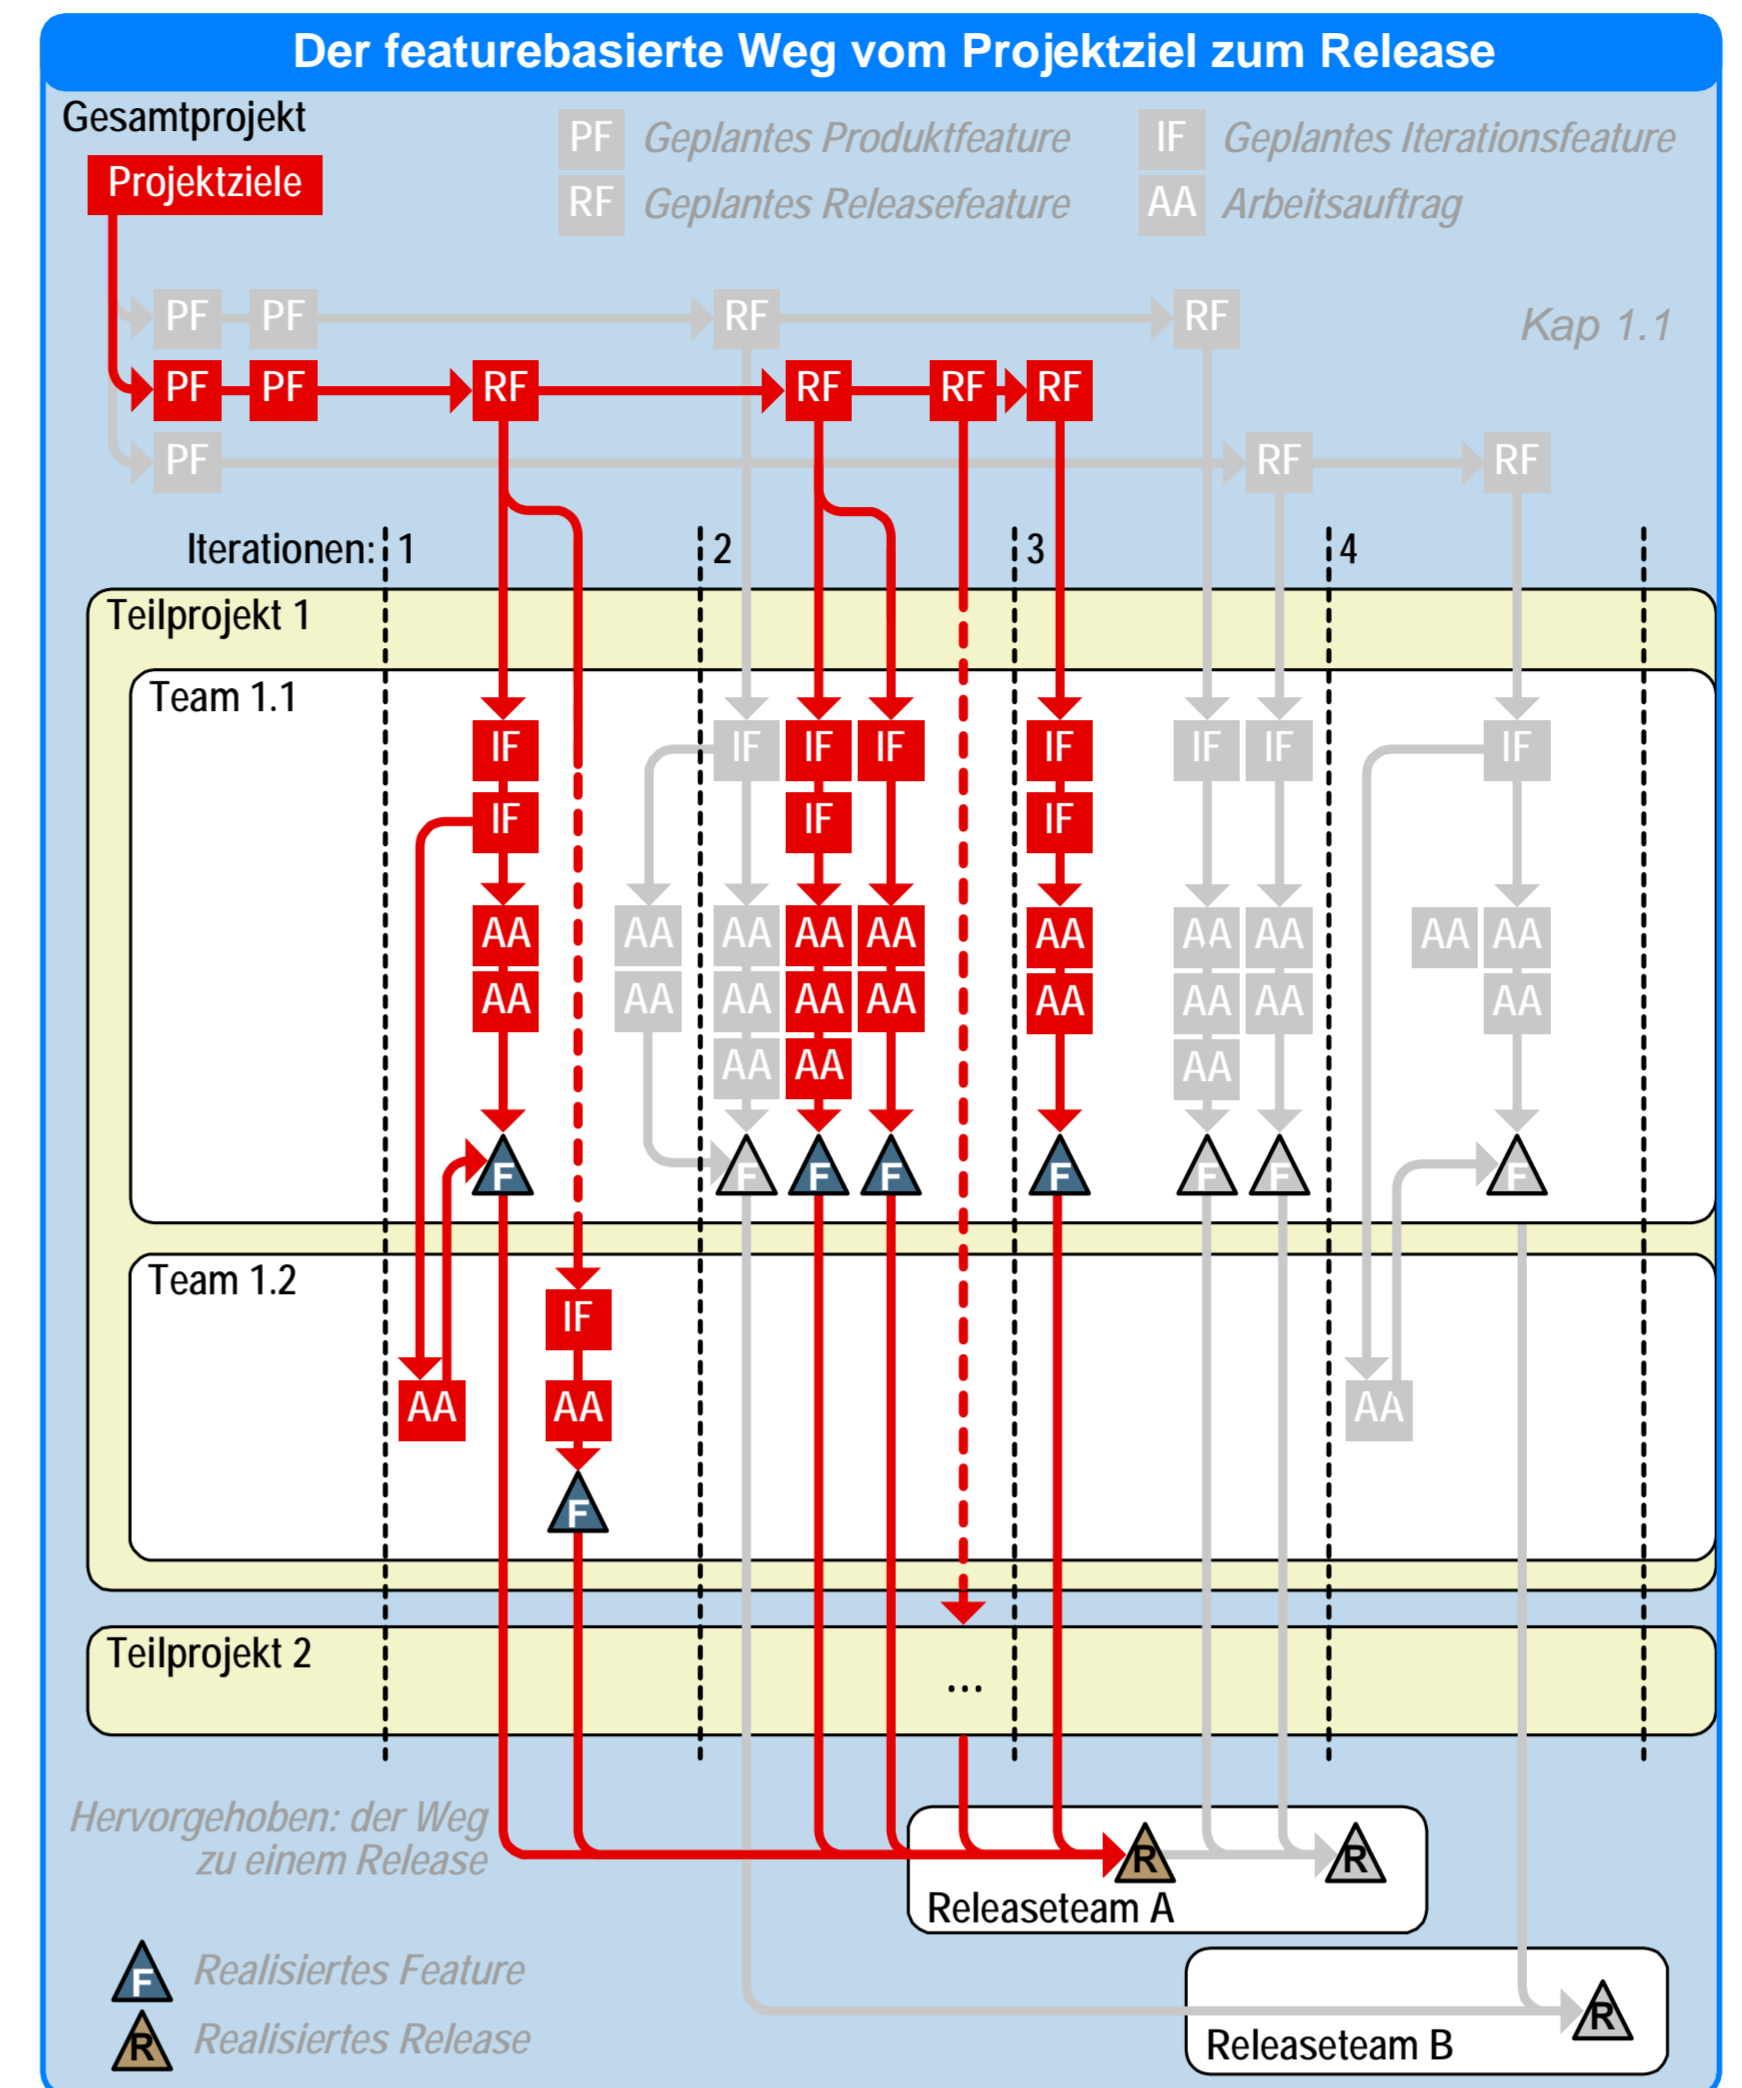 Der featurebasierte Weg vom Projektziel zum Release
Gesamtprojekt
PF Geplantes Produktfeature IF Geplantes Iterationsfeature
Projektziele
RF Geplantes Releasefeature AA Arbeitsauftrag
PF PF RF RF
Kap 1.1
PF PF RF RF RF RF
PF RF RF
Iterationen: 1 2 3 4
Teilprojekt 1
Team 1.1
IF IF IF IF IF IF IF IF
IF IF IF
AA AA AA AA AA AA AA AA AA AA
AA AA AA AA AA AA AA AA AA
AA AA AA
F F F F F F F F
Team 1.2
IF
AA AA AA
F
Teilprojekt 2
...
Hervorgehoben: der Weg
zu einem Release
R R
Releaseteam A
F Realisiertes Feature
R Realisiertes Release
R
Releaseteam B